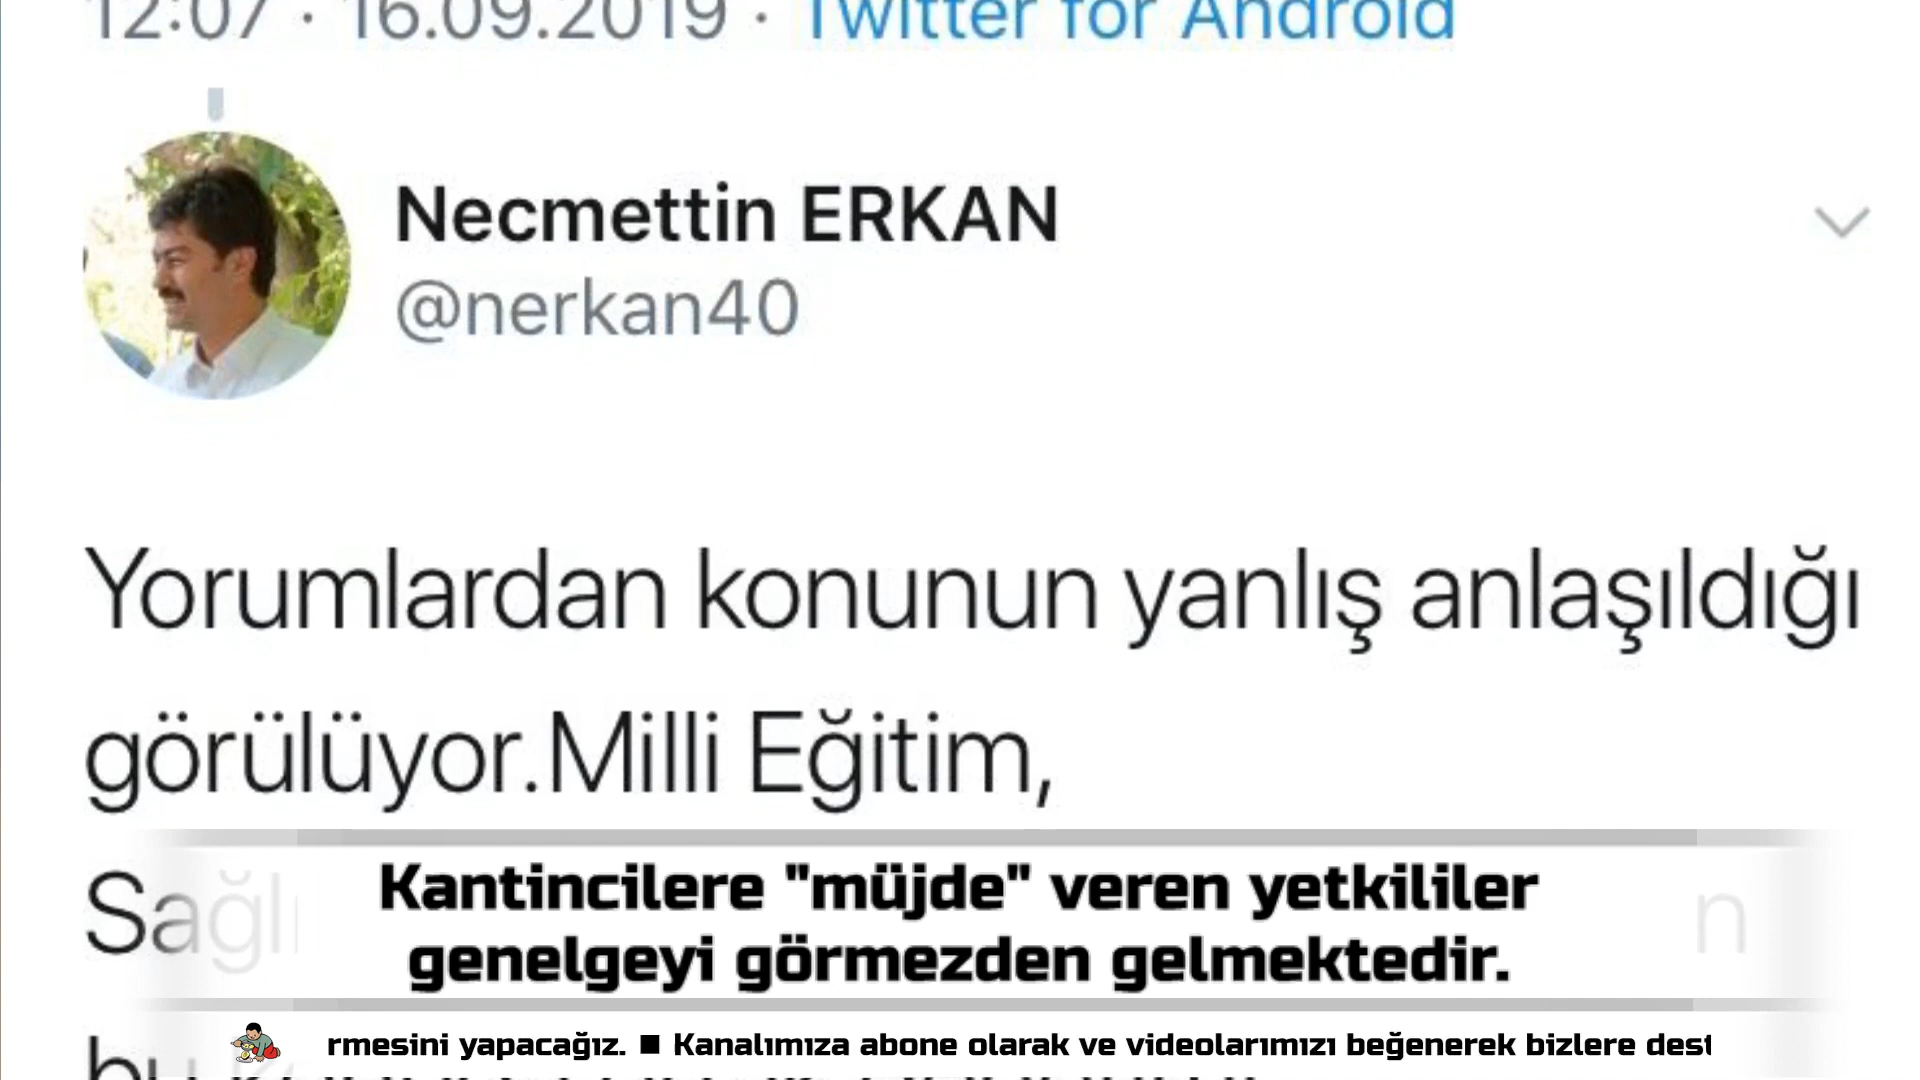 12:07 · 16.09.2019 · Twitter for Android
Necmettin ERKAN
@nerkan40
Yorumlardan konunun yanlış anlaşıldığı
görülüyor.Milli Eğitim,
Sağlı
Kantincilere "müjde" veren yetkililer
genelgeyi görmezden gelmektedir.
rmesini yapacağız. ■ Kanalımıza abone olarak ve videolarımızı beğenerek bizlere dest